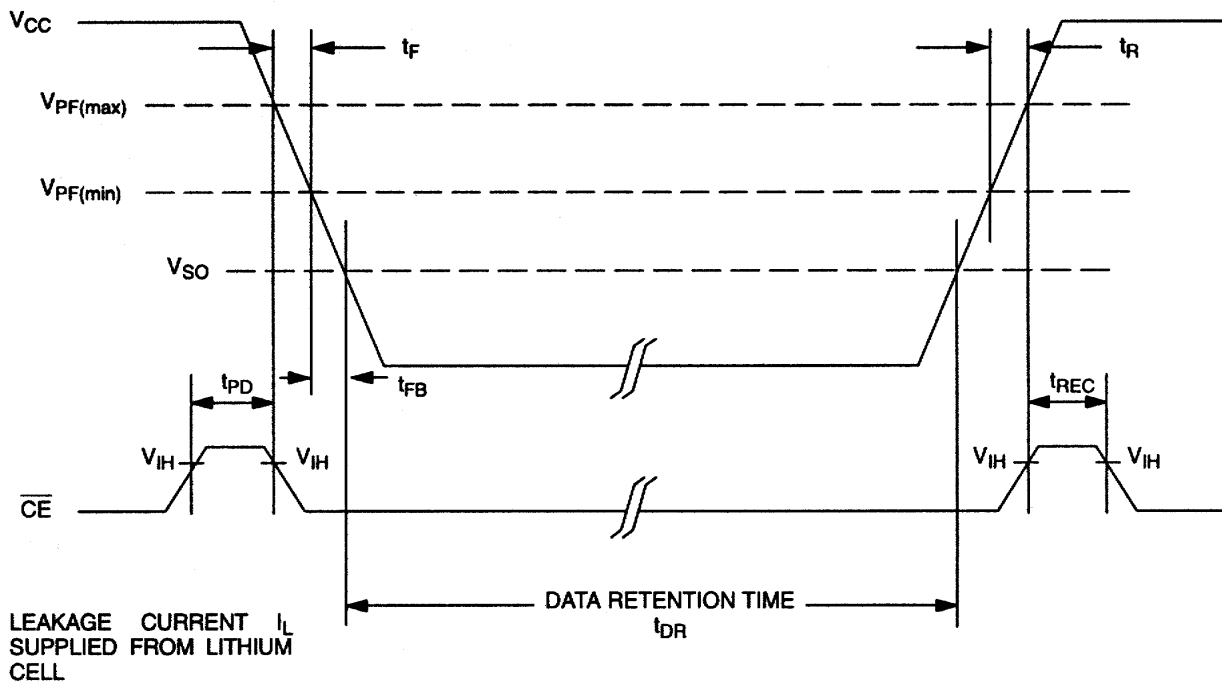 VCC
tF
tR
VPF(max)
VPF(min)
VSO
tPD
tFB
tREC
VIH
VIH
VIH
VIH
CE
DATA RETENTION TIME
tDR
LEAKAGE CURRENT IL
SUPPLIED FROM LITHIUM
CELL